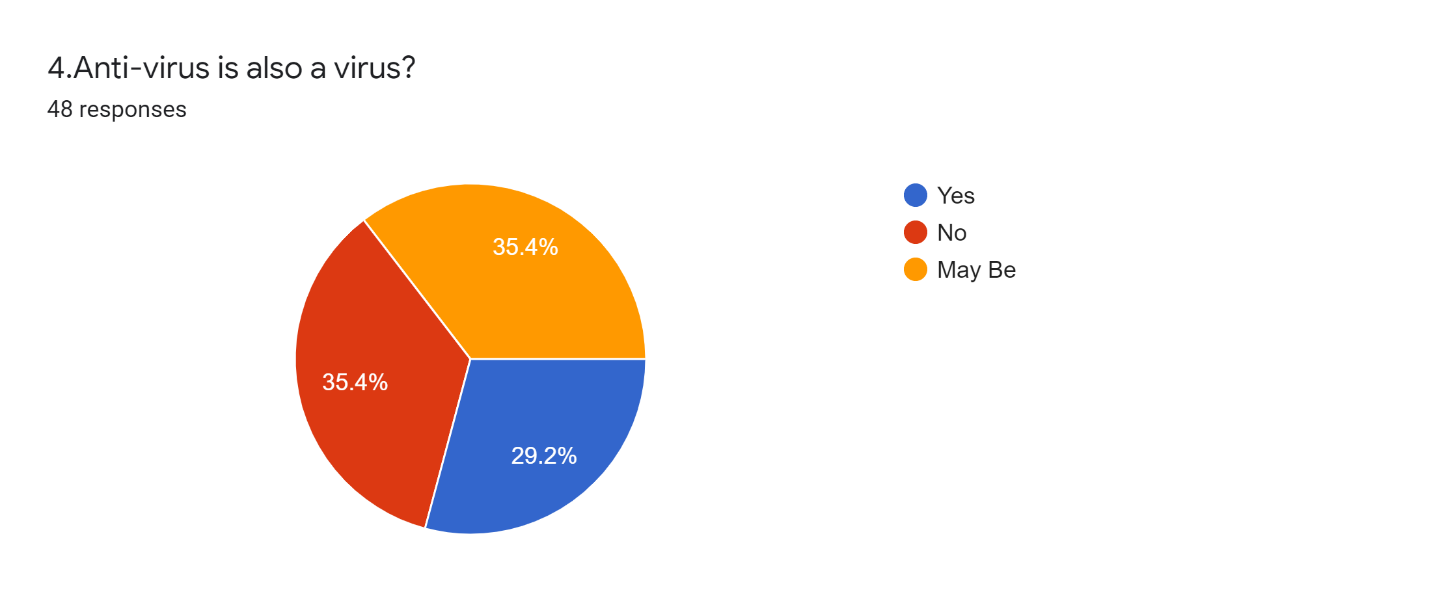 4.Anti-virus is also a virus?
48 responses
35.4%
35.4%
29.2%
Yes
No
May Be